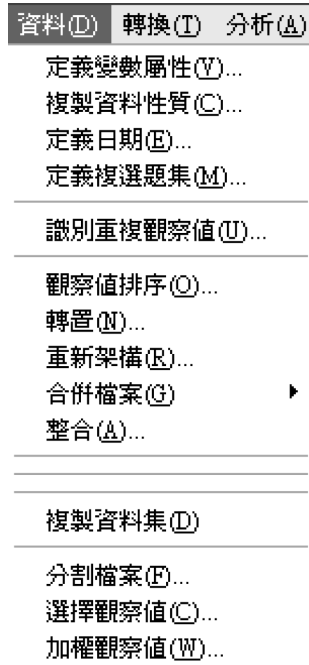 資料(D) 轉換(T) 分析(A)
定義變數屬性(V)...
複製資料性質(C)...
定義日期(E)...
定義複選題集(M)...
識別重複觀察值(U)...
觀察值排序(O)...
轉置(N)...
重新架構(R)...
合併檔案(G)
整合(A)...
複製資料集(D)
分割檔案(F)...
選擇觀察值(C)...
加權觀察值(W)...